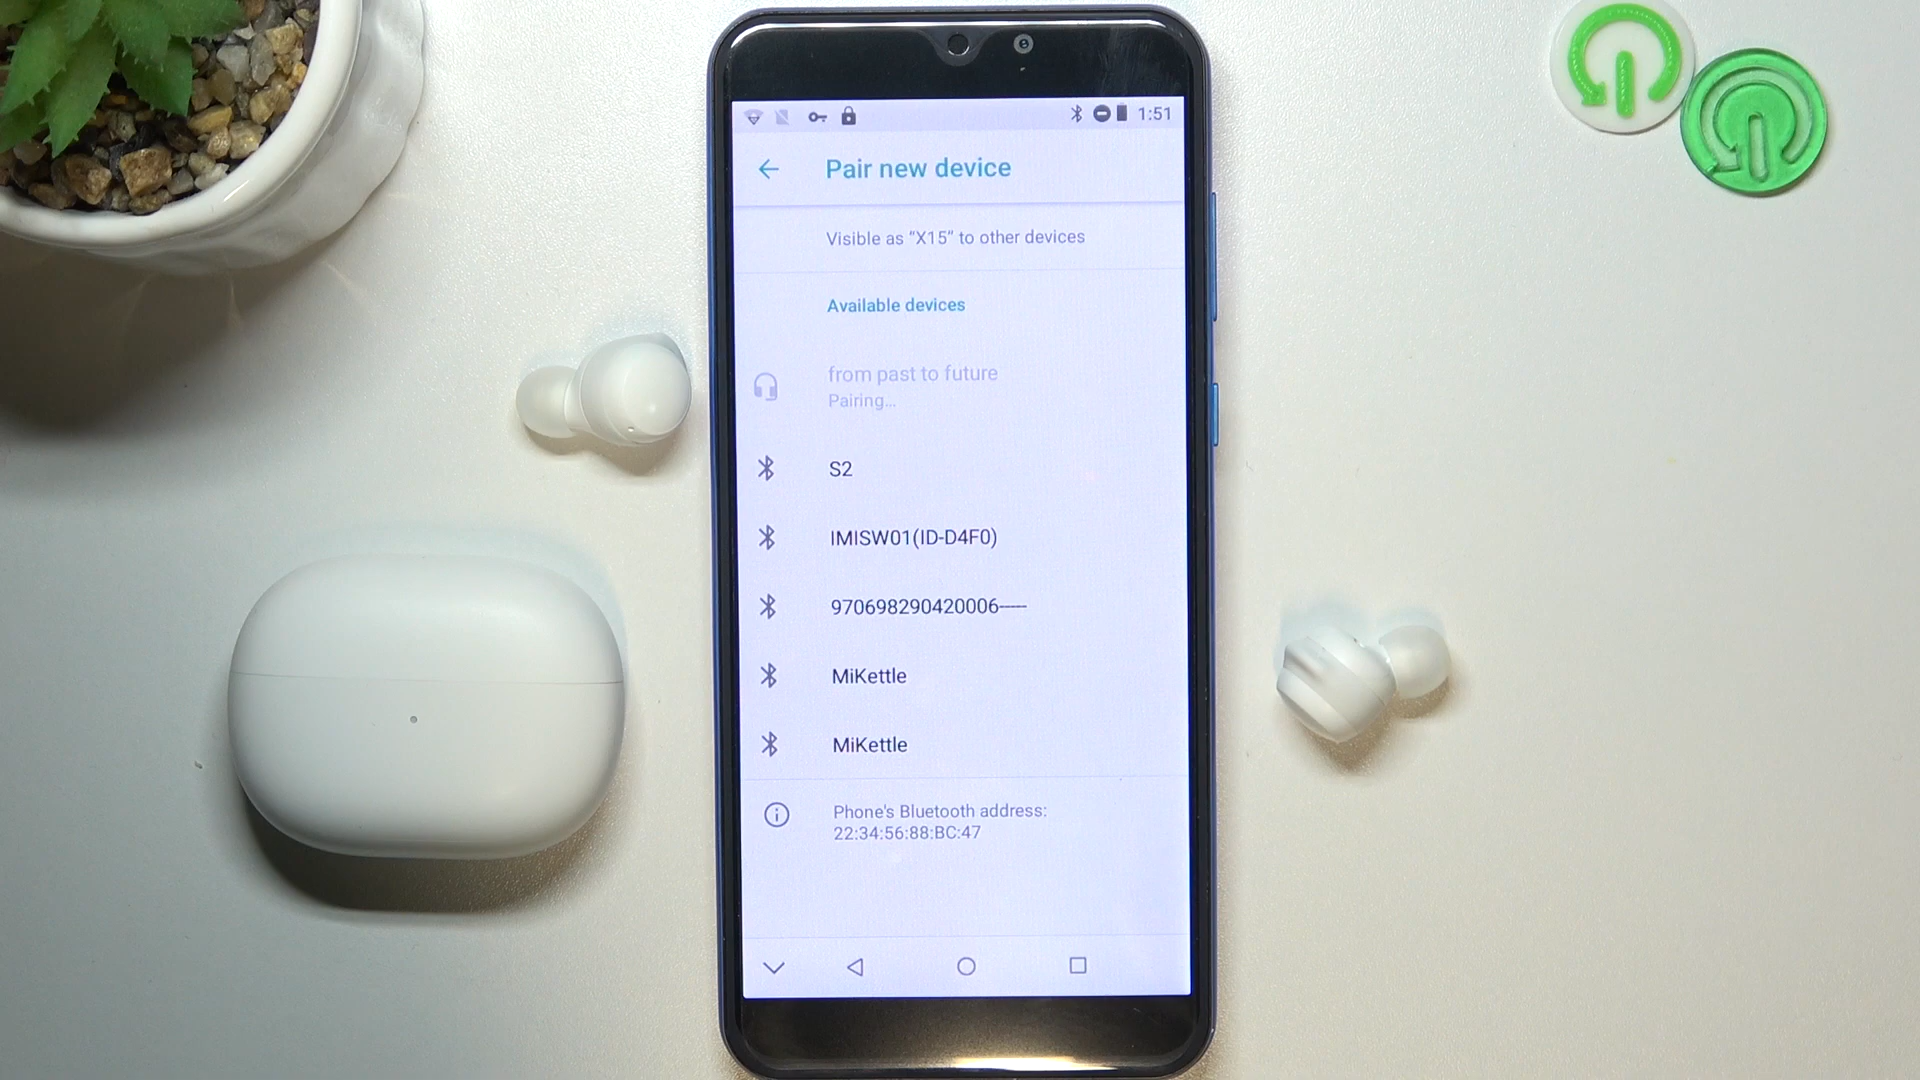 1:51
Pair new device
Visible as "X15" to other devices
Available devices
from past to future
Pairing...
S2
IMISW01(ID-D4F0)
970698290420006-----
MiKettle
MiKettle
Phone's Bluetooth address:
22:34:56:88:BC:47